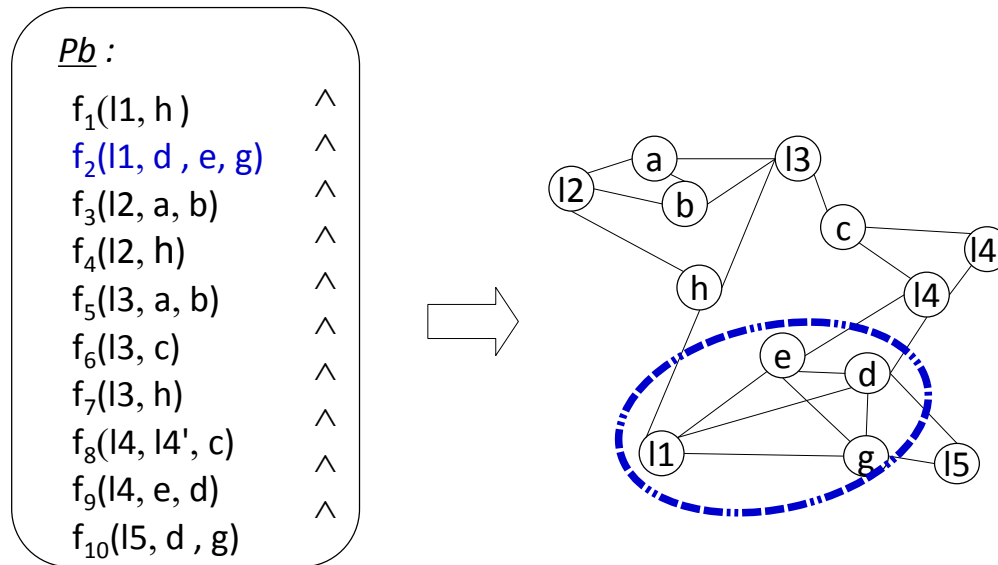 Pb :
f₁(l1, h ) ^
f₂(l1, d , e, g) ^
f₃(l2, a, b) ^
f₄(l2, h) ^
f₅(l3, a, b) ^
f₆(l3, c) ^
f₇(l3, h) ^
f₈(l4, l4', c) ^
f₉(l4, e, d) ^
f₁₀(l5, d , g)
a
l3
l2
b
c
l4
h
l4
e
d
l1
g
l5